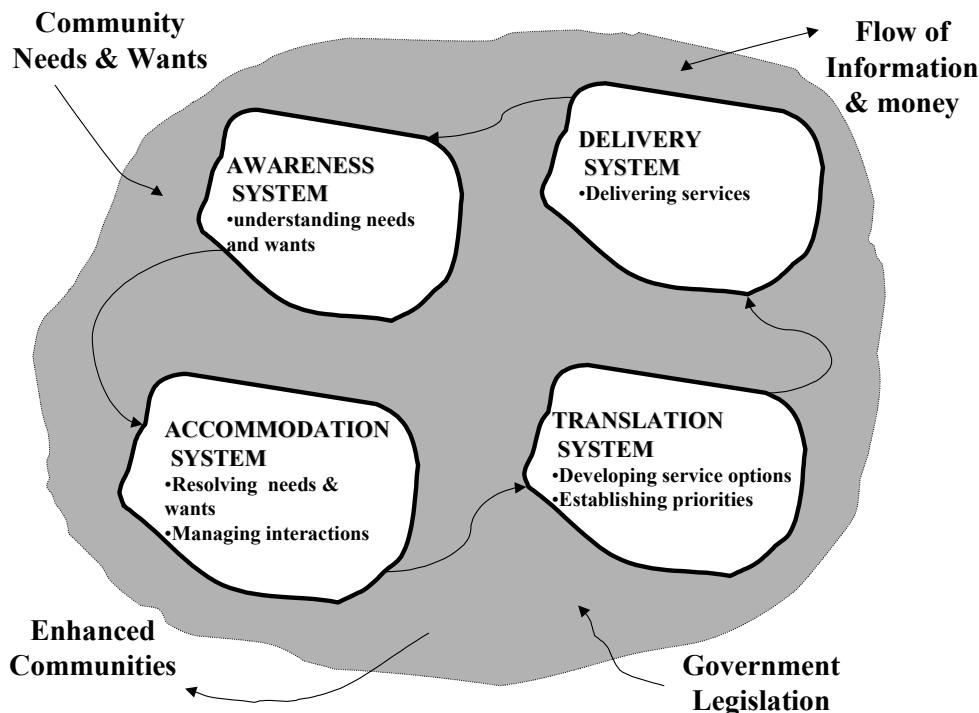 Community
Needs & Wants
Flow of
Information
& money
AWARENESS
SYSTEM
•understanding needs
and wants
DELIVERY
SYSTEM
•Delivering services
ACCOMMODATION
SYSTEM
•Resolving needs &
wants
•Managing interactions
TRANSLATION
SYSTEM
•Developing service options
•Establishing priorities
Enhanced
Communities
Government
Legislation